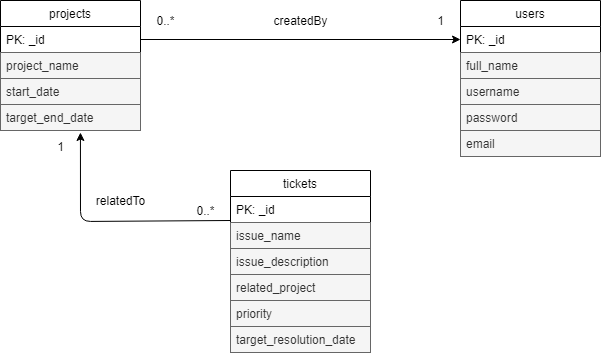 projects
PK: _id
project_name
start_date
target_end_date
0..*
createdBy
1
users
PK: _id
full_name
username
password
email
1
relatedTo
0..*
tickets
PK: _id
issue_name
issue_description
related_project
priority
target_resolution_date